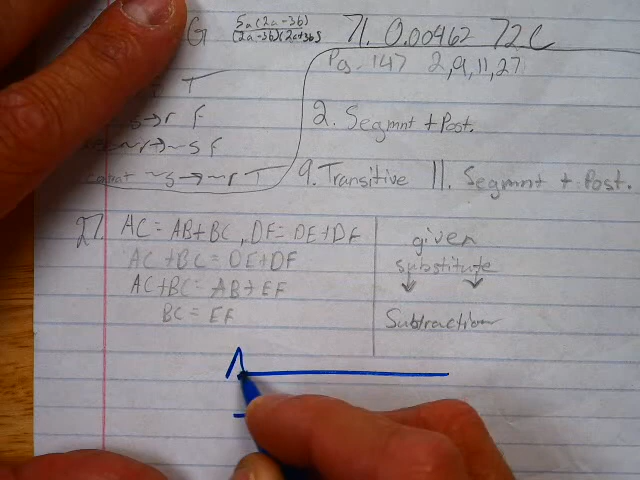 G 5a(2a-3b)/(2a-3b)(2a+3b) 71. 0.00462 72 C
Pg. 147 2,9,11,27
T
s→r F
~r→~s F
~s→~r T
2. Segmnt + Post.
9. Transitive 11. Segmnt + Post.
27. AC = AB+BC, DF = DE+DF given
AC+BC = DE+DF substitute
AC+BC = AB+EF
BC = EF Subtraction